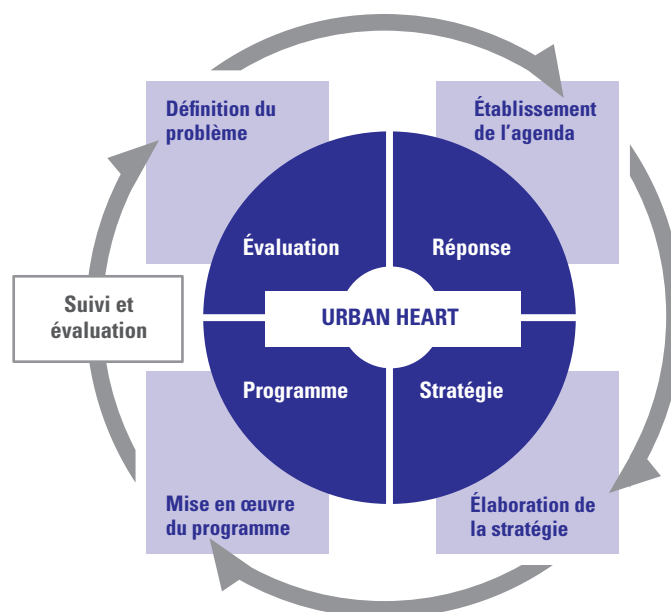 Définition du
problème
Établissement
de l'agenda
Évaluation
Réponse
Suivi et
évaluation
URBAN HEART
Programme
Stratégie
Mise en œuvre
du programme
Élaboration de
la stratégie